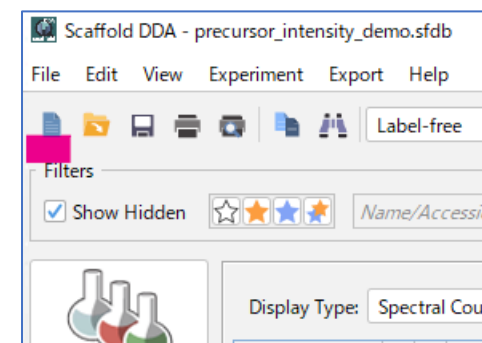 Scaffold DDA - precursor_intensity_demo.sfdb
File Edit View Experiment Export Help
Label-free
Filters
Show Hidden Name/Accessi
Display Type: Spectral Cou